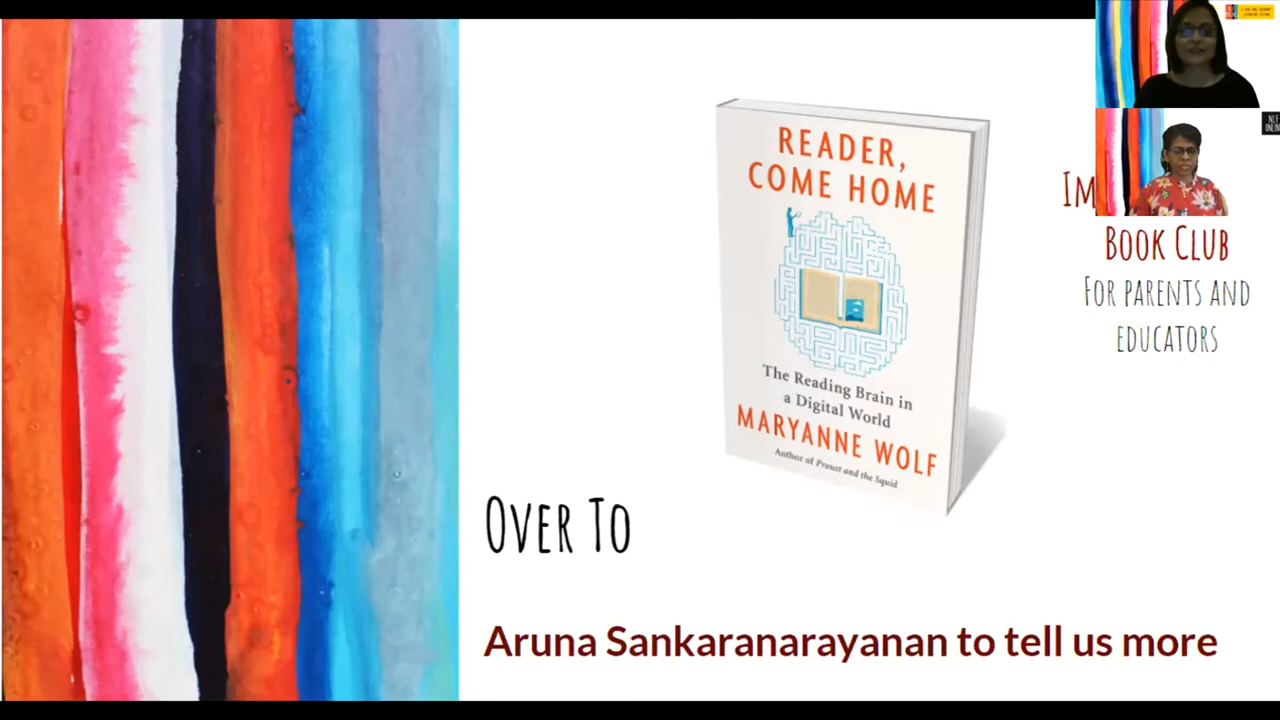 READER,
COME HOME
The Reading Brain in
a Digital World
MARYANNE WOLF
Author of Proust and the Squid
BOOK CLUB
FOR PARENTS AND
EDUCATORS
OVER TO
Aruna Sankaranarayanan to tell us more